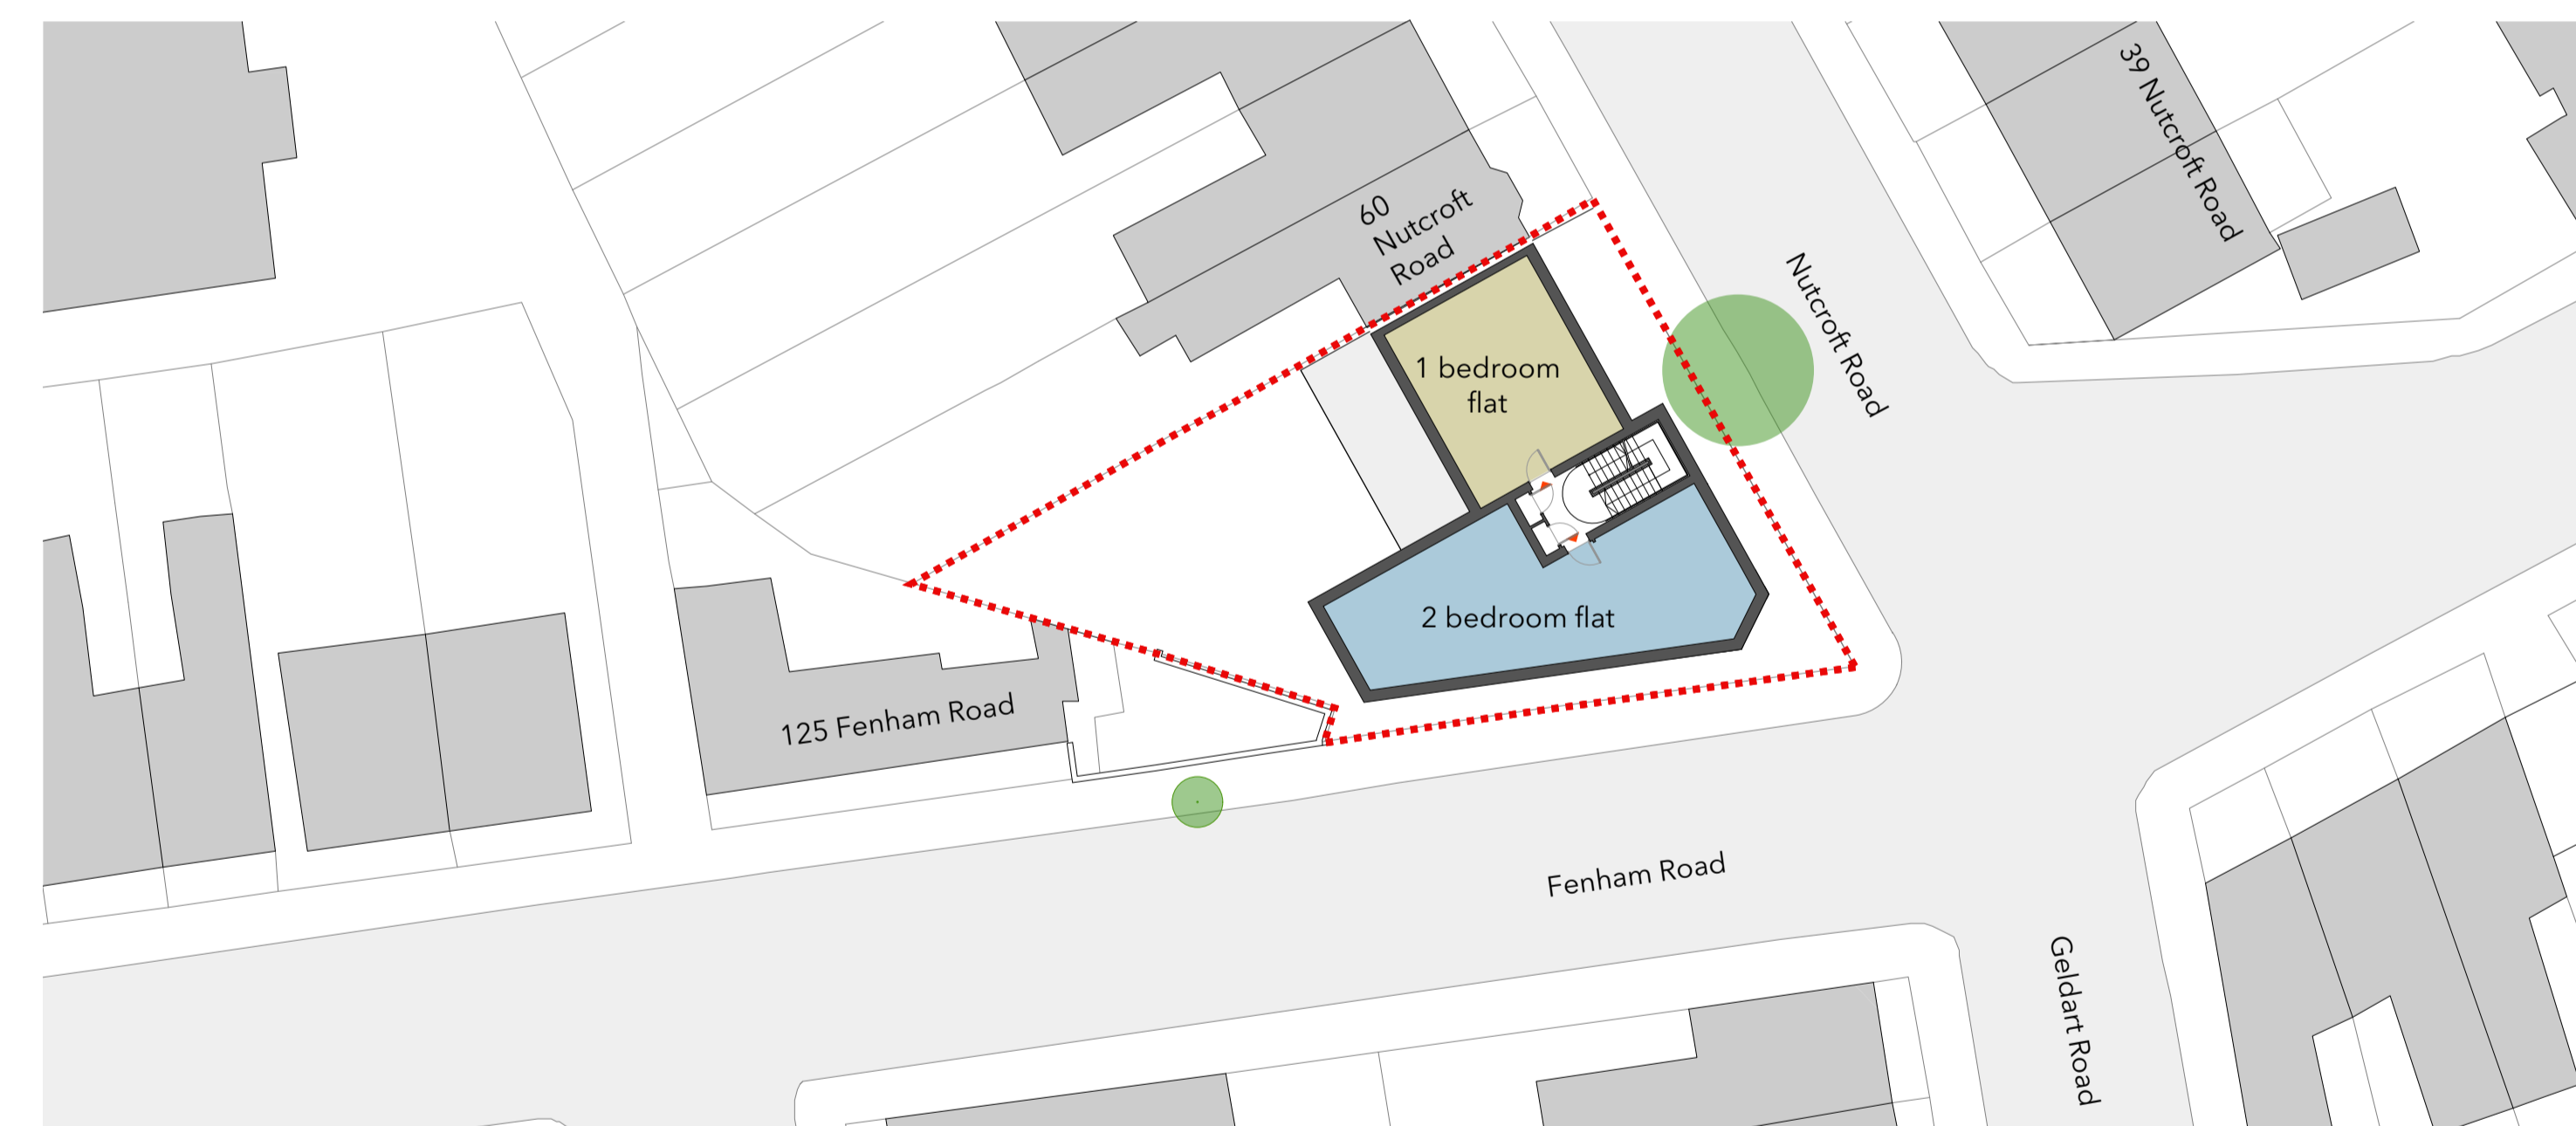 39 Nutcroft Road
60
Nutcroft
Road
Nutcroft Road
1 bedroom
flat
2 bedroom flat
125 Fenham Road
Fenham Road
Geldart Road